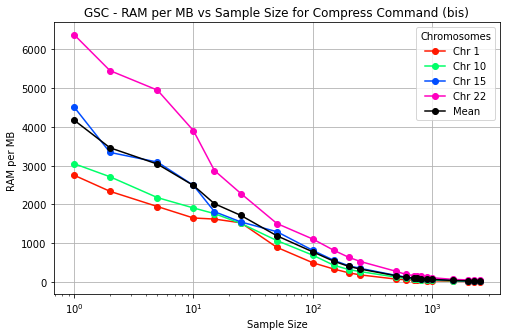 GSC - RAM per MB vs Sample Size for Compress Command (bis)
Chromosomes
Chr 1
Chr 10
Chr 15
Chr 22
Mean
RAM per MB
6000
5000
4000
3000
2000
1000
0
10⁰
10¹
10²
10³
Sample Size